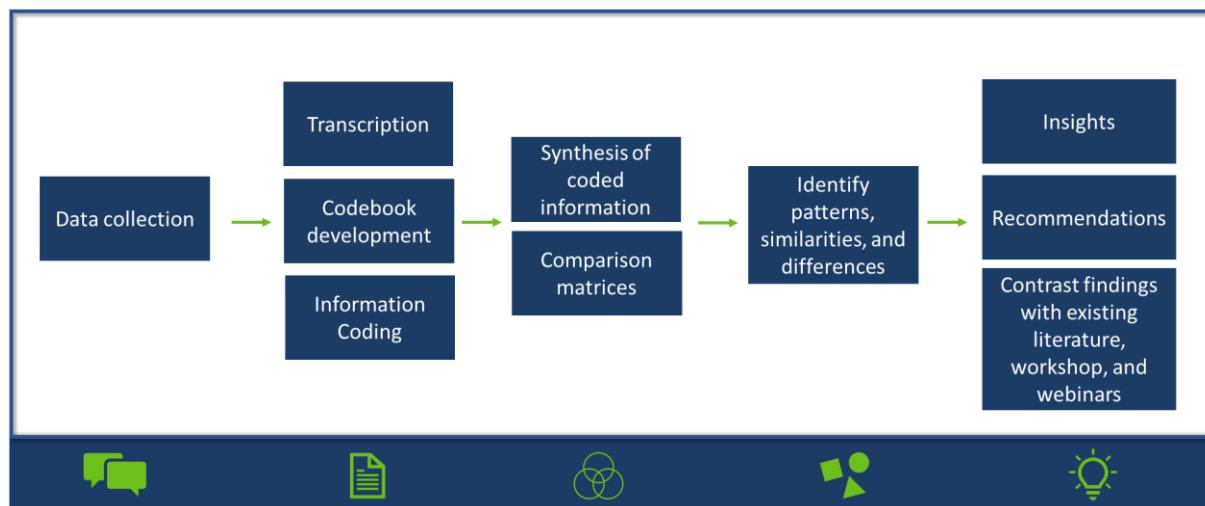 Data collection
Transcription
Codebook
development
Information
Coding
Synthesis of
coded
information
Comparison
matrices
Identify
patterns,
similarities, and
differences
Insights
Recommendations
Contrast findings
with existing
literature,
workshop, and
webinars